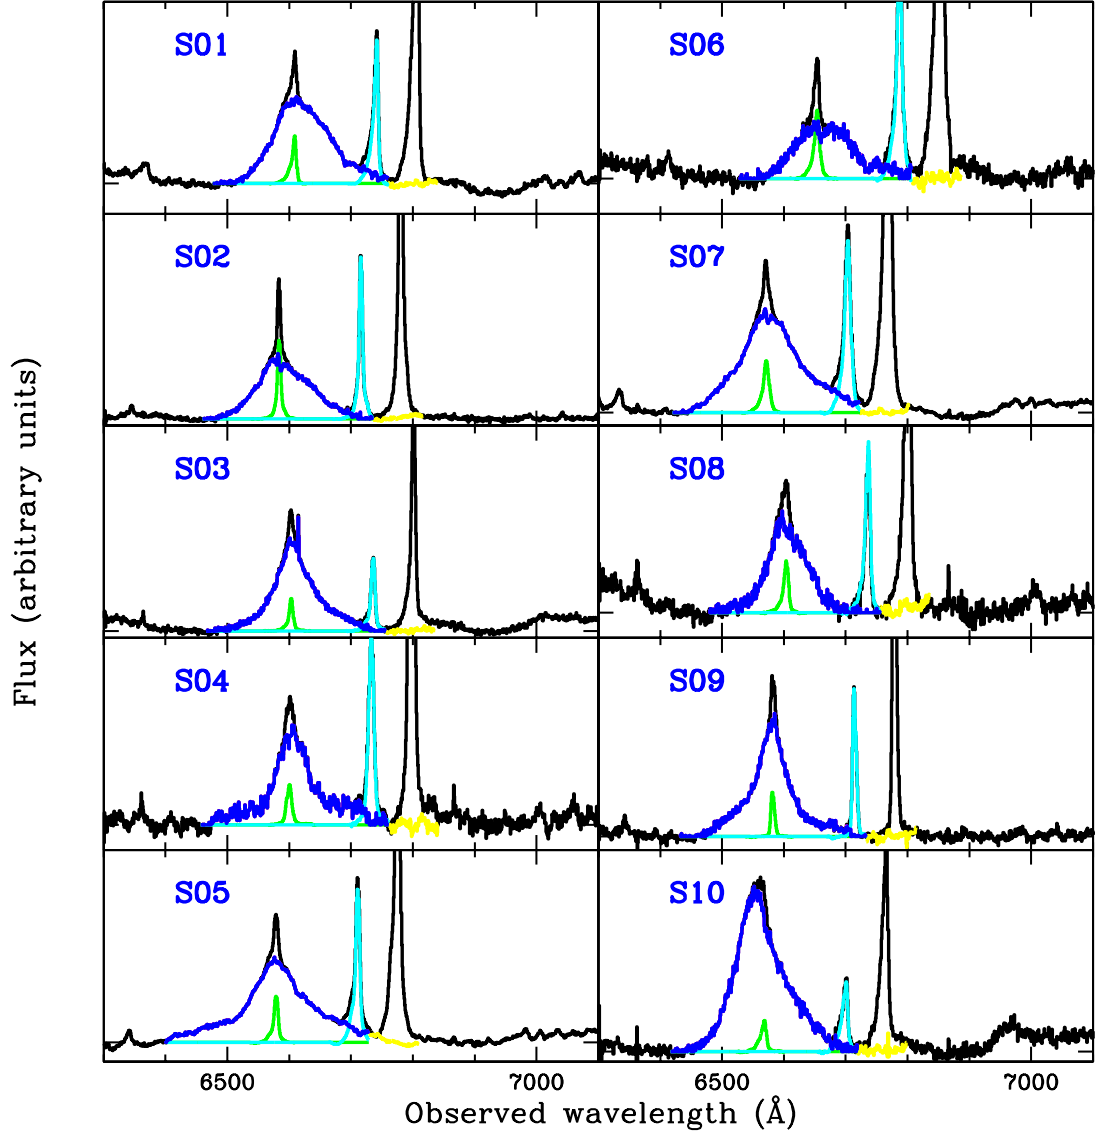 S01
S06
S02
S07
S03
S08
S04
S09
S05
S10
Flux (arbitrary units)
6500
7000
6500
7000
Observed wavelength (Å)